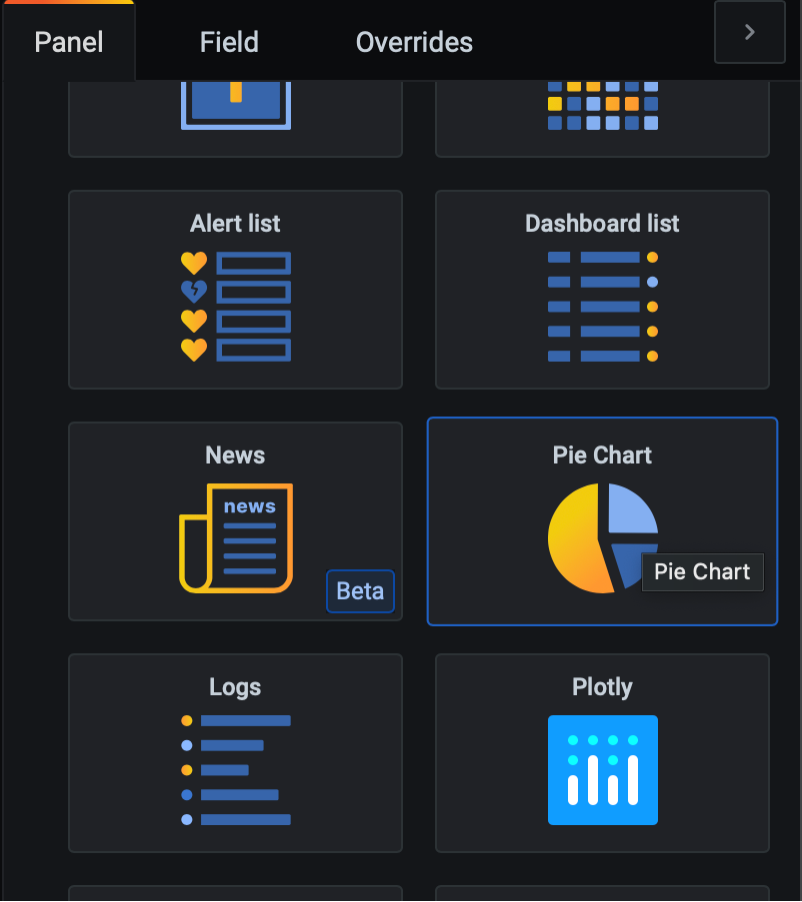 Panel
Field
Overrides
Alert list
Dashboard list
News
Pie Chart
news
Beta
Pie Chart
Logs
Plotly